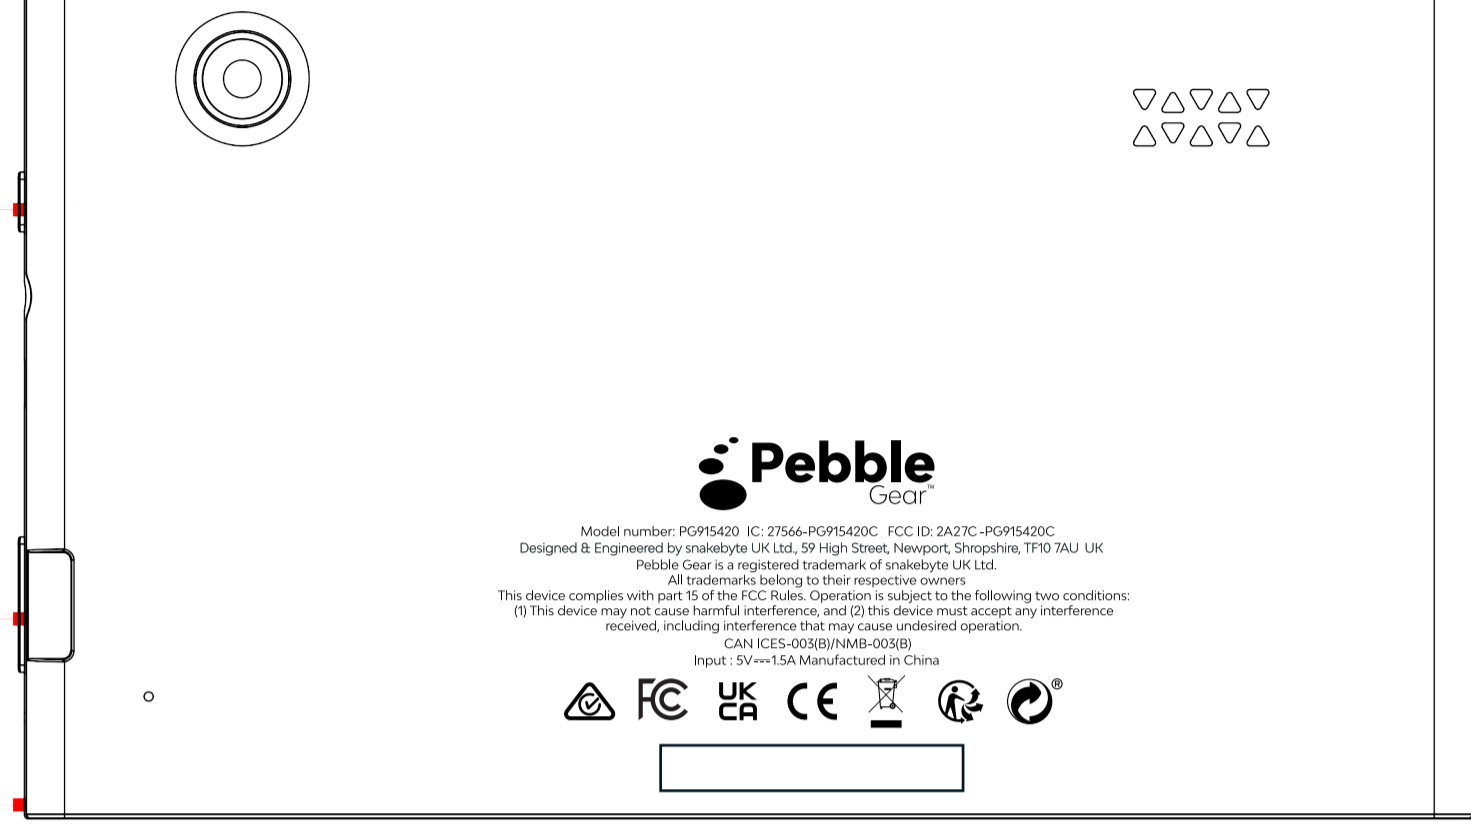 Pebble
Gear™
Model number: PG915420 IC: 27566-PG915420C FCC ID: 2A27C-PG915420C
Designed & Engineered by snakebyte UK Ltd., 59 High Street, Newport, Shropshire, TF10 7AU UK
Pebble Gear is a registered trademark of snakebyte UK Ltd.
All trademarks belong to their respective owners
This device complies with part 15 of the FCC Rules. Operation is subject to the following two conditions:
(1) This device may not cause harmful interference, and (2) this device must accept any interference
received, including interference that may cause undesired operation.
CAN ICES-003(B)/NMB-003(B)
Input : 5V⎓1.5A Manufactured in China
FC UK CA CE ®